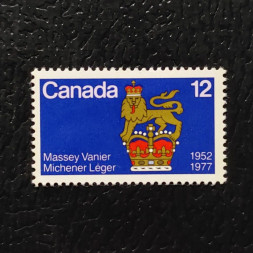 Canada 12
Massey Vanier 1952
Michener Léger 1977